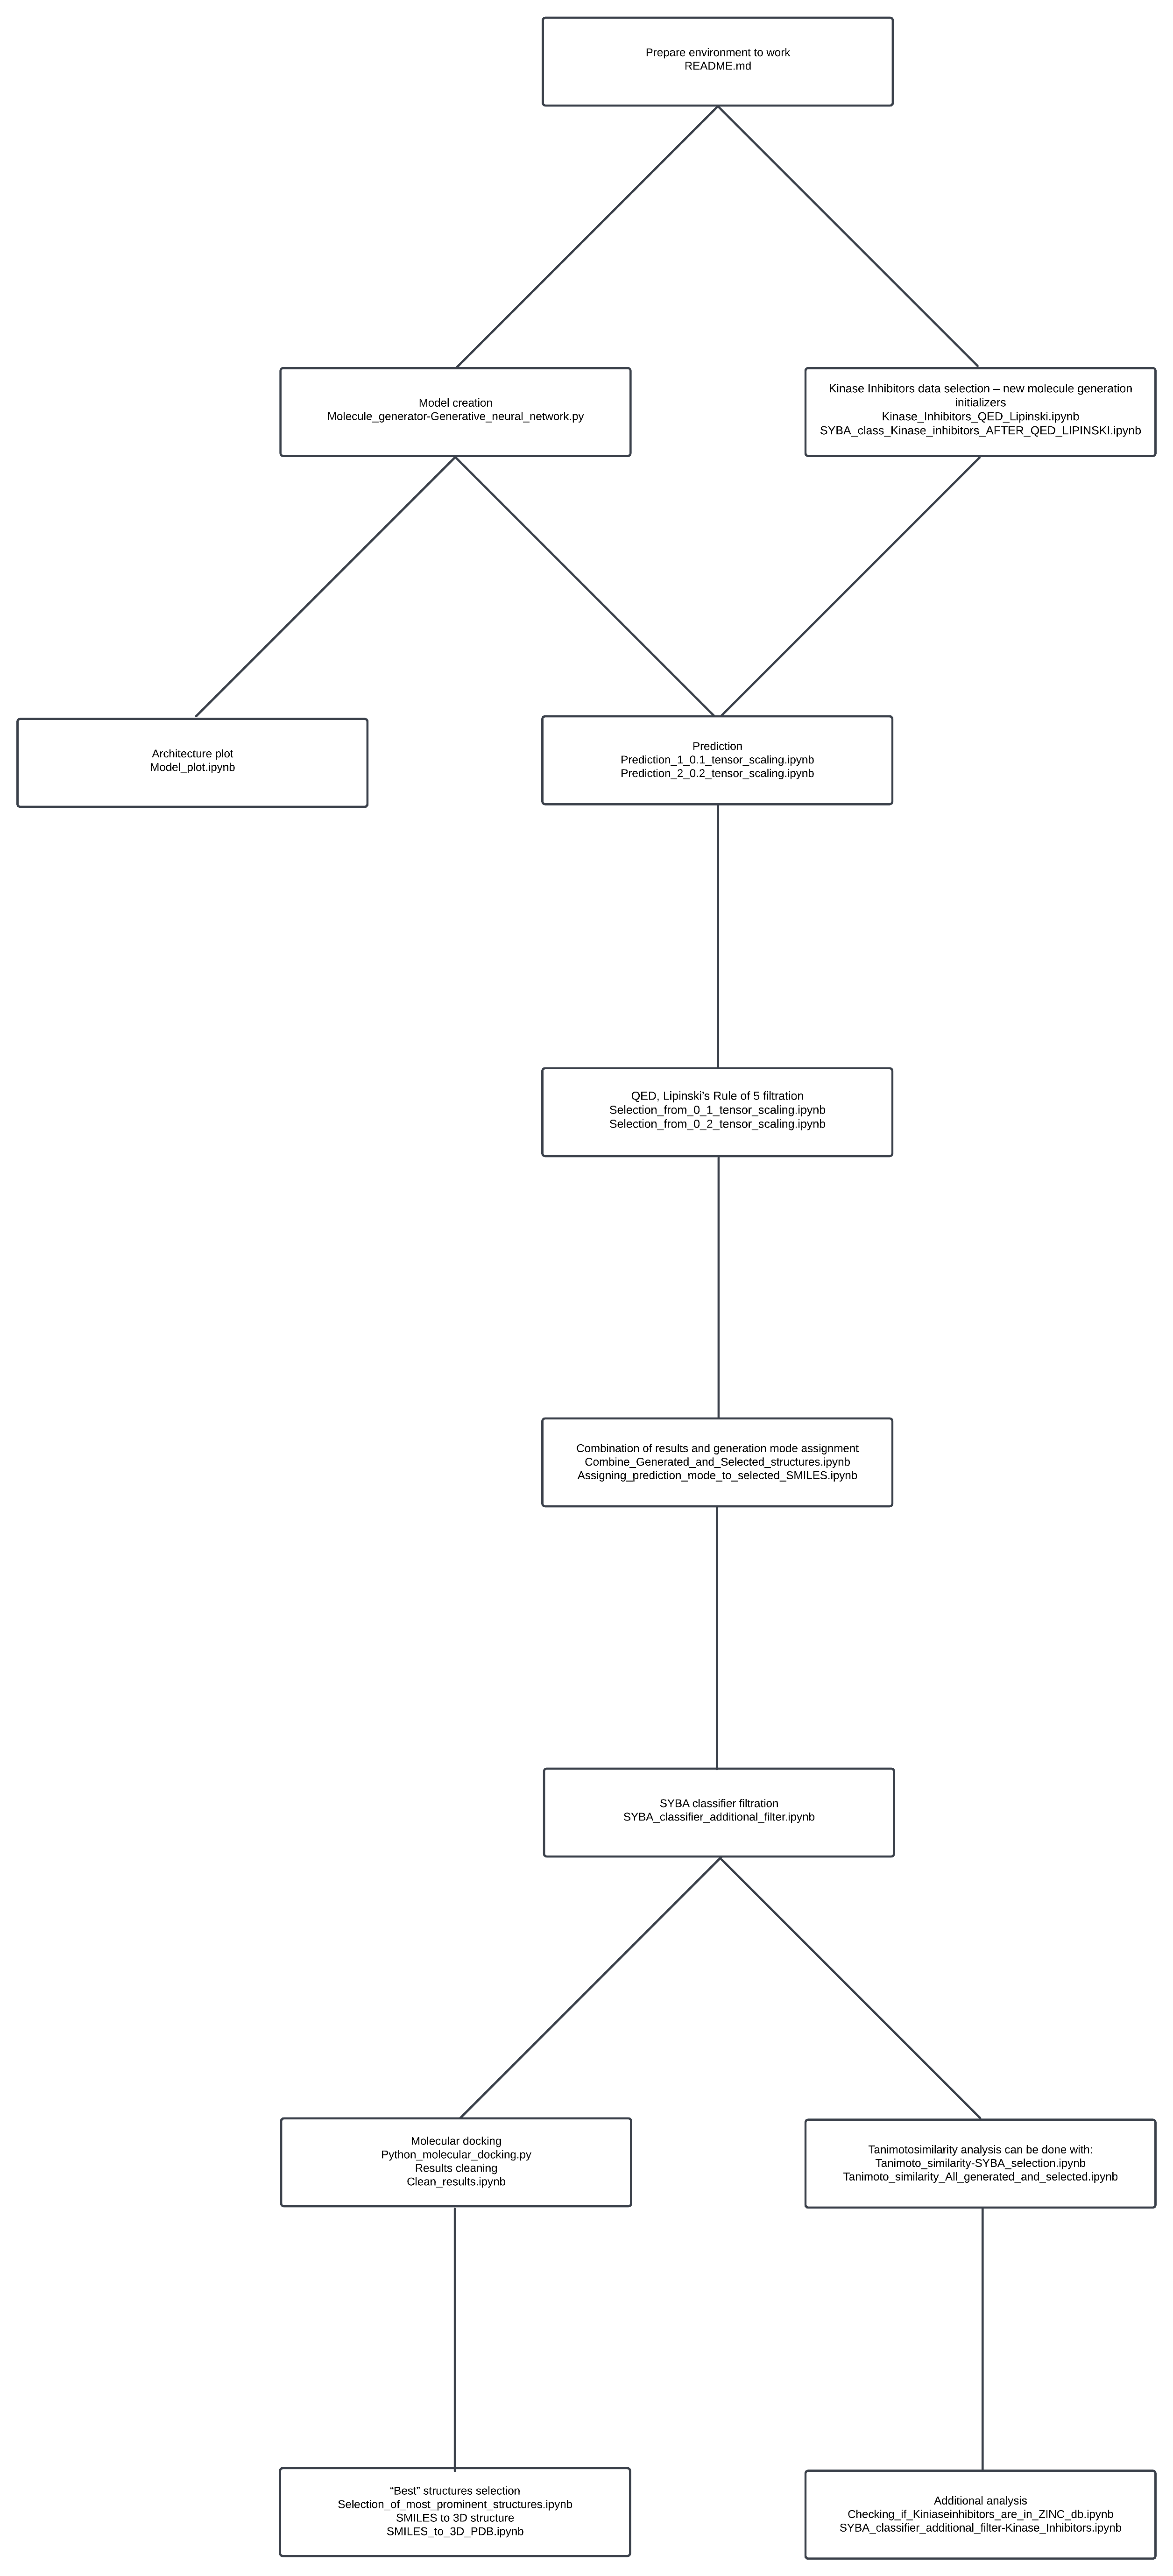 Prepare environment to work
README.md
Model creation
Molecule_generator-Generative_neural_network.py
Kinase Inhibitors data selection – new molecule generation
initializers
Kinase_Inhibitors_QED_Lipinski.ipynb
SYBA_class_Kinase_inhibitors_AFTER_QED_LIPINSKI.ipynb
Architecture plot
Model_plot.ipynb
Prediction
Prediction_1_0.1_tensor_scaling.ipynb
Prediction_2_0.2_tensor_scaling.ipynb
QED, Lipinski's Rule of 5 filtration
Selection_from_0_1_tensor_scaling.ipynb
Selection_from_0_2_tensor_scaling.ipynb
Combination of results and generation mode assignment
Combine_Generated_and_Selected_structures.ipynb
Assigning_prediction_mode_to_selected_SMILES.ipynb
SYBA classifier filtration
SYBA_classifier_additional_filter.ipynb
Molecular docking
Python_molecular_docking.py
Results cleaning
Clean_results.ipynb
Tanimotosimilarity analysis can be done with:
Tanimoto_similarity-SYBA_selection.ipynb
Tanimoto_similarity_All_generated_and_selected.ipynb
“Best” structures selection
Selection_of_most_prominent_structures.ipynb
SMILES to 3D structure
SMILES_to_3D_PDB.ipynb
Additional analysis
Checking_if_Kiniaseinhibitors_are_in_ZINC_db.ipynb
SYBA_classifier_additional_filter-Kinase_Inhibitors.ipynb